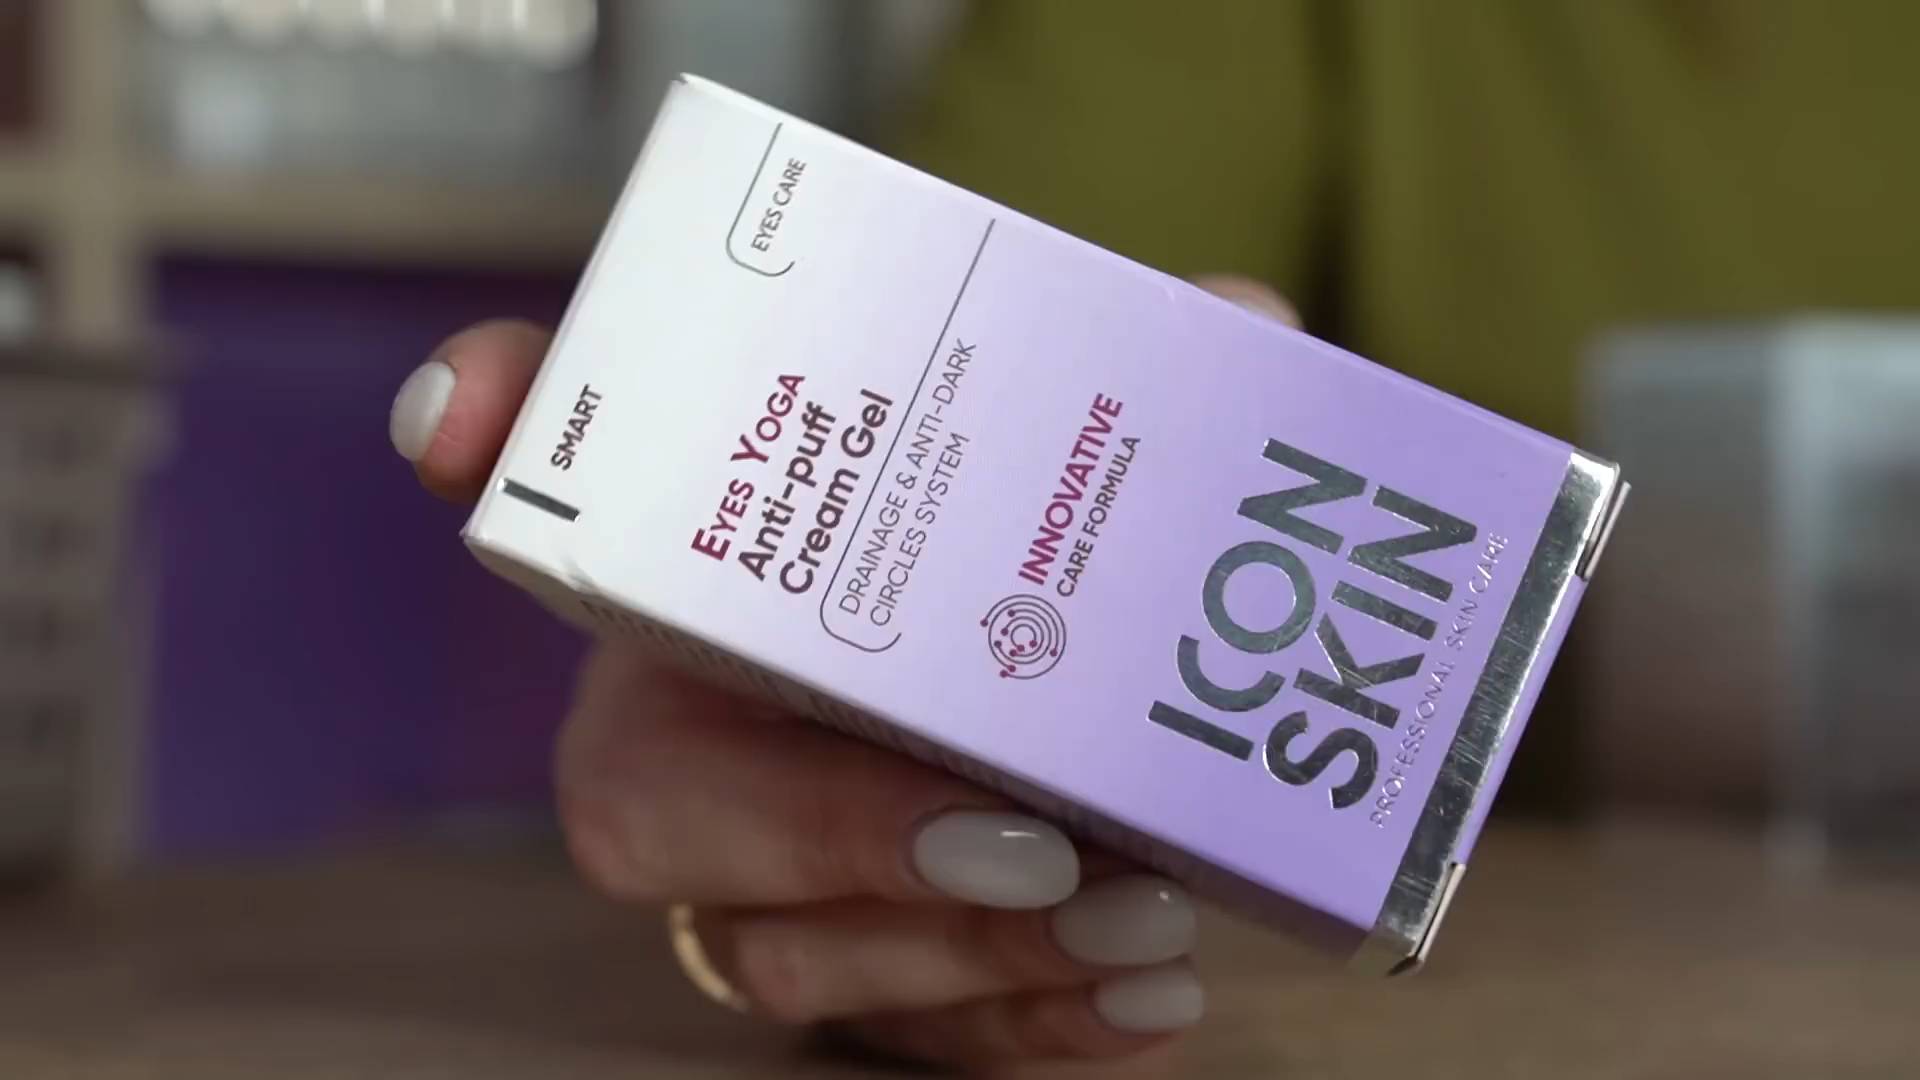 SMART
EYES CARE
EYES YOGA
Anti-puff
Cream Gel
DRAINAGE & ANTI-DARK
CIRCLES SYSTEM
INNOVATIVE
CARE FORMULA
ICON
SKIN
PROFESSIONAL SKIN CARE